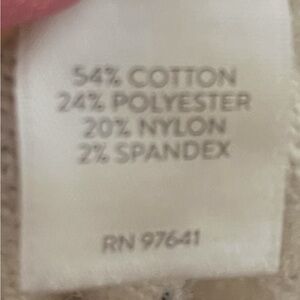 54% COTTON
24% POLYESTER
20% NYLON
2% SPANDEX
RN 97641